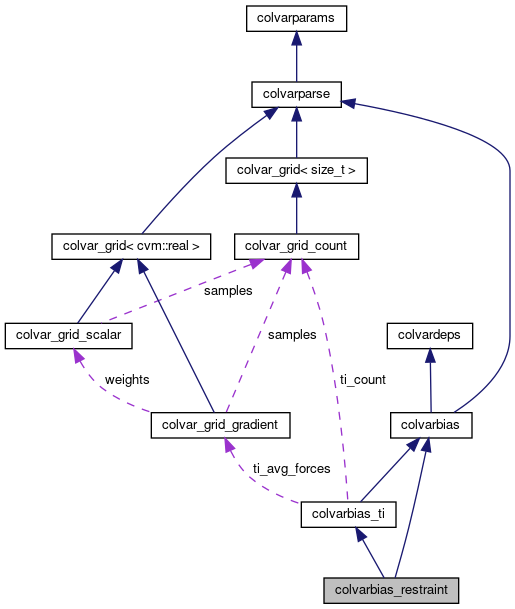 colvarparams
colvarparse
colvar_grid< size_t >
colvar_grid< cvm::real >
colvar_grid_count
samples
colvar_grid_scalar
samples
colvardeps
weights
ti_count
colvar_grid_gradient
colvarbias
ti_avg_forces
colvarbias_ti
colvarbias_restraint